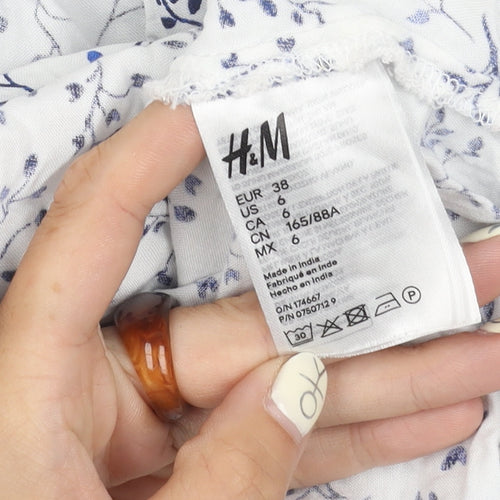 H&M
H&M
EUR 38
US 6
CA 6
CN 165/88A
MX 6
Made in India
Fabriqué en Inde
Hecho en India
O/N 174667
P/N 0750712 9
30 P